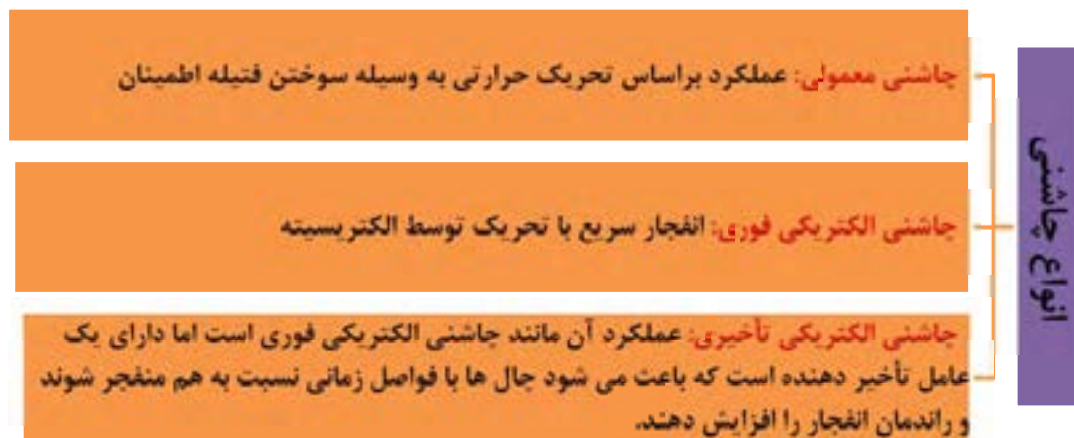 انواع چاشنی
چاشنی معمولی: عملکرد براساس تحریک حرارتی به وسیله سوختن فتیله اطمینان
چاشنی الکتریکی فوری: انفجار سریع با تحریک توسط الکتریسیته
چاشنی الکتریکی تأخیری: عملکرد آن مانند چاشنی الکتریکی فوری است اما دارای یک
عامل تأخیر دهنده است که باعث می شود چال ها با فواصل زمانی نسبت به هم منفجر شوند
و راندمان انفجار را افزایش دهند.